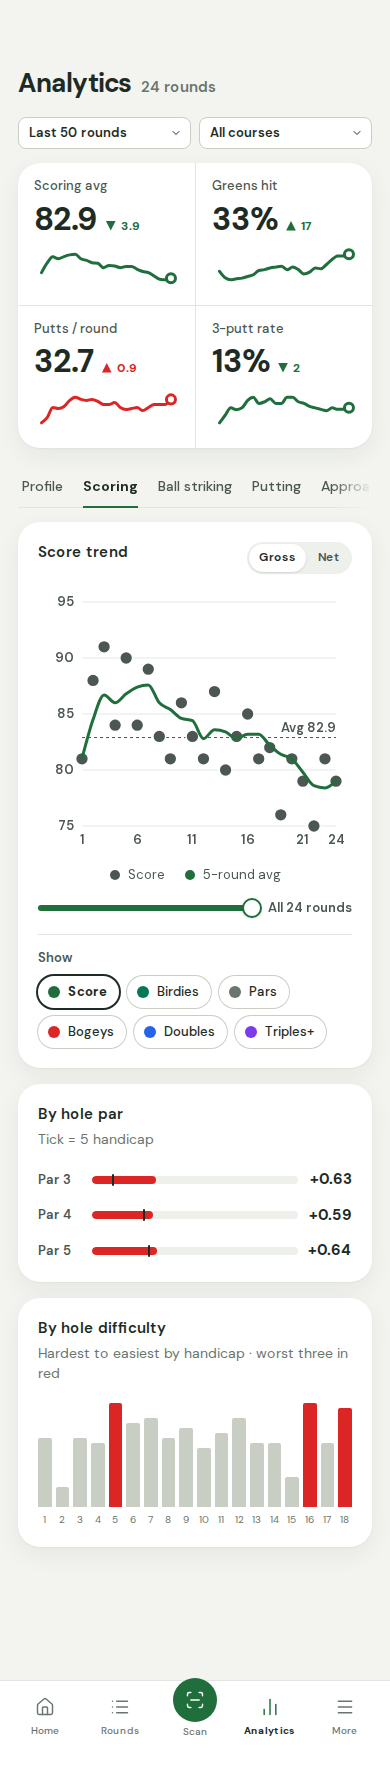 Analytics 24 rounds
Last 50 rounds All courses
Scoring avg Greens hit
82.9 ▼ 3.9 33% ▲ 17
Putts / round 3-putt rate
32.7 ▲ 0.9 13% ▼ 2
Profile Scoring Ball striking Putting Approa
Score trend Gross Net
95
90
85
Avg 82.9
80
75
1 6 11 16 21 24
Score 5-round avg
All 24 rounds
Show
Score Birdies Pars
Bogeys Doubles Triples+
By hole par
Tick = 5 handicap
Par 3 +0.63
Par 4 +0.59
Par 5 +0.64
By hole difficulty
Hardest to easiest by handicap · worst three in
red
1 2 3 4 5 6 7 8 9 10 11 12 13 14 15 16 17 18
Home Rounds Scan Analytics More